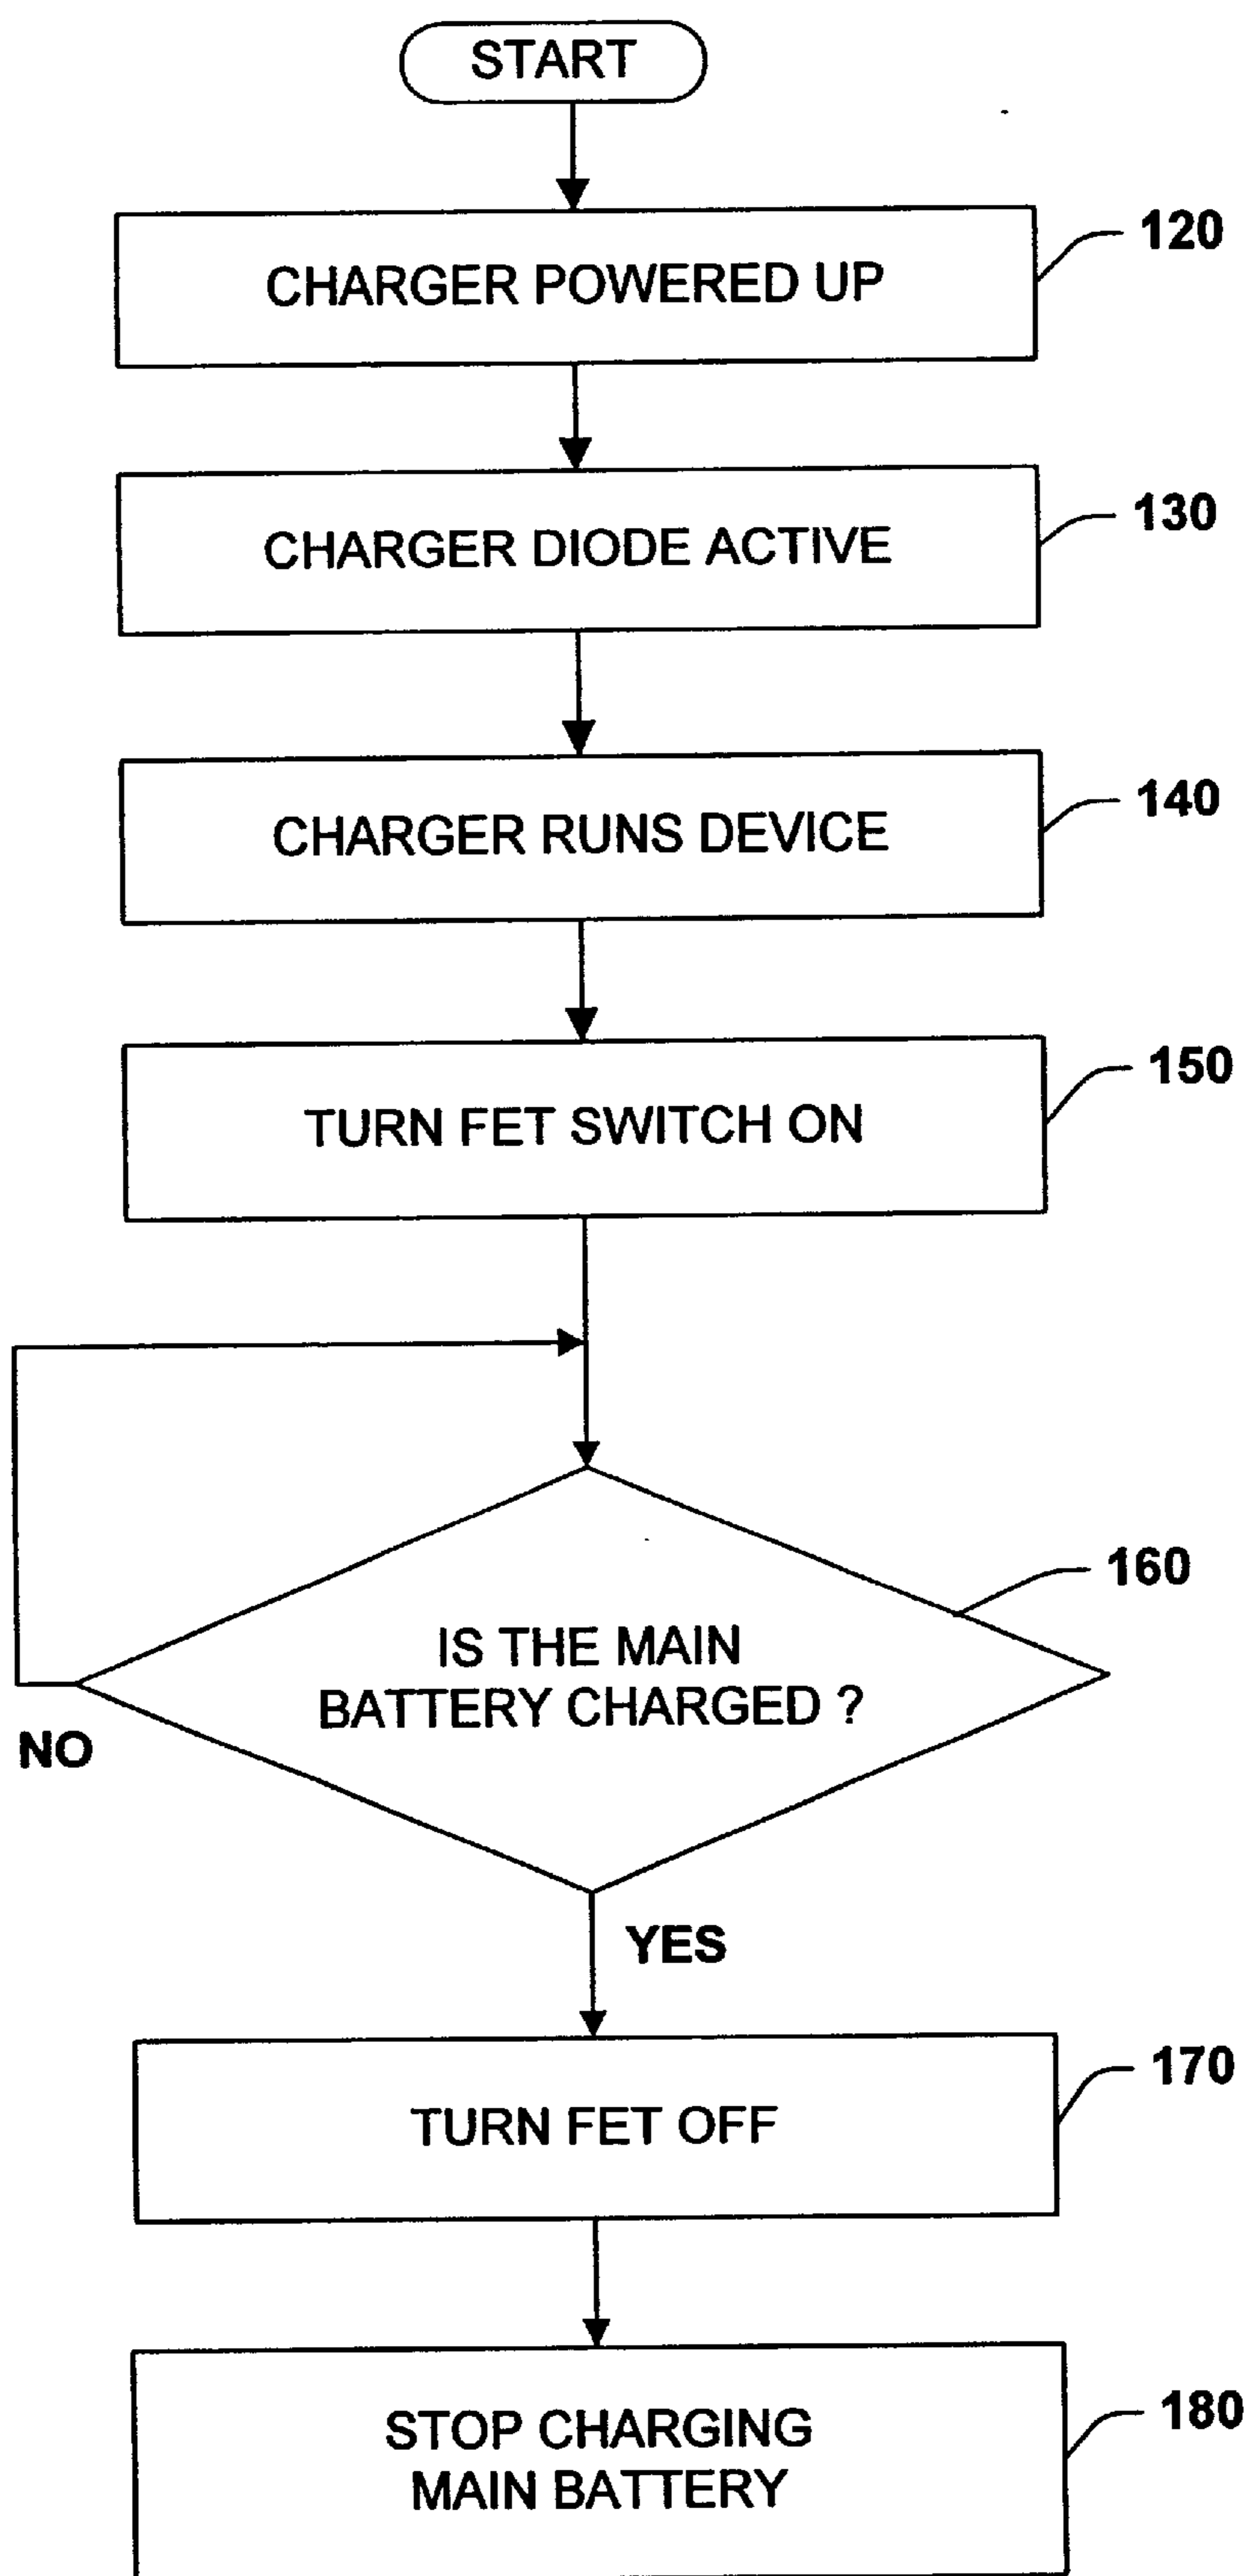 START
120
CHARGER POWERED UP
130
CHARGER DIODE ACTIVE
140
CHARGER RUNS DEVICE
150
TURN FET SWITCH ON
160
IS THE MAIN
BATTERY CHARGED ?
NO
YES
170
TURN FET OFF
180
STOP CHARGING
MAIN BATTERY